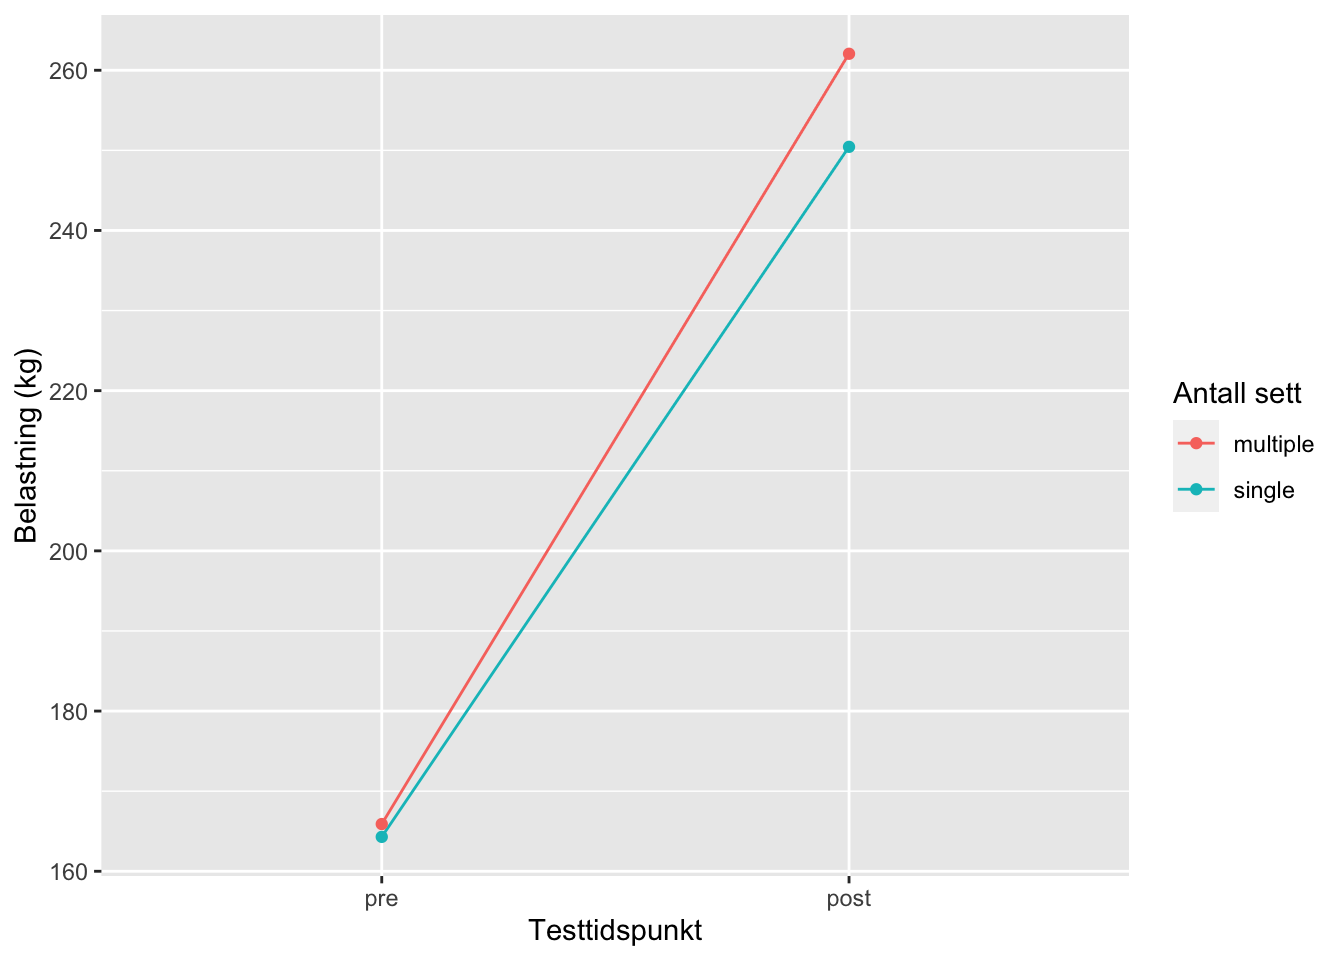 260
240
220
200
180
160
Belastning (kg)
pre
post
Testtidspunkt
Antall sett
multiple
single